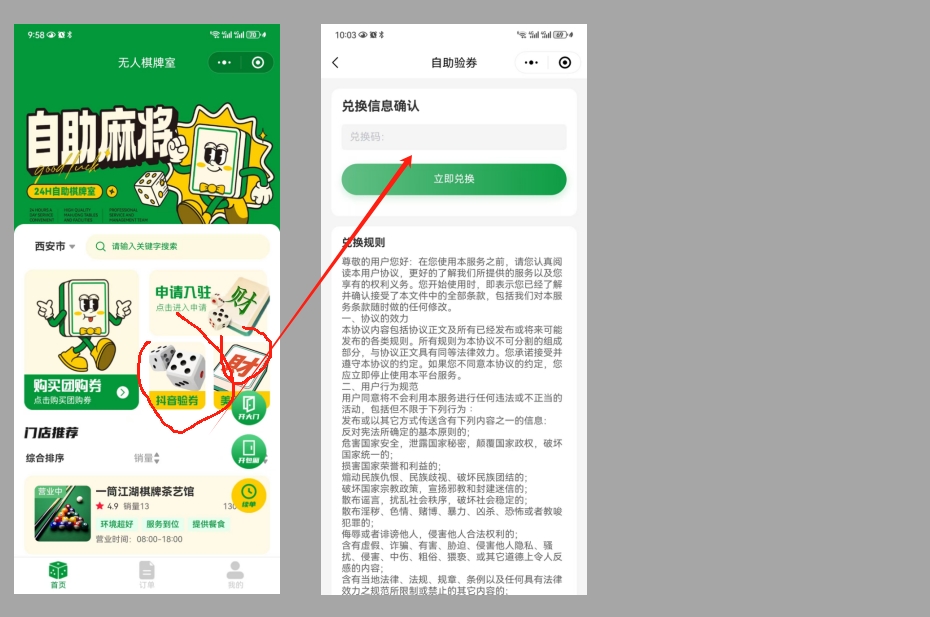 9:58
70
无人棋牌室
自助麻将
good luck
24H自助棋牌室
西安市
请输入关键字搜索
申请入驻
点击进入申请
财
财
购买团购券
点击购买团购券
抖音验券
美
开大门
开包厢
续单
门店推荐
综合排序
销量
营业中
一筒江湖棋牌茶艺馆
4.9 销量13
130
环境超好
服务到位
提供餐食
营业时间：08:00-18:00
首页
订单
我的
10:03
69
自助验券
兑换信息确认
兑换码:
立即兑换
兑换规则
尊敬的用户您好：在您使用本服务之前，请您认真阅
读本用户协议，更好的了解我们所提供的服务以及您
享有的权利义务。您开始使用时，即表示您已经了解
并确认接受了本文件中的全部条款，包括我们对本服
务条款随时做的任何修改。
一、协议的效力
本协议内容包括协议正文及所有已经发布或将来可能
发布的各类规则。所有规则为本协议不可分割的组成
部分，与协议正文具有同等法律效力。您承诺接受并
遵守本协议的约定。如果您不同意本协议的约定，您
应立即停止使用本平台服务。
二、用户行为规范
用户同意将不会利用本服务进行任何违法或不正当的
活动，包括但不限于下列行为：
发布或以其它方式传送含有下列内容之一的信息：
反对宪法所确定的基本原则的；
危害国家安全，泄露国家秘密，颠覆国家政权，破坏
国家统一的；
损害国家荣誉和利益的；
煽动民族仇恨、民族歧视、破坏民族团结的；
破坏国家宗教政策，宣扬邪教和封建迷信的；
散布谣言，扰乱社会秩序，破坏社会稳定的；
散布淫秽、色情、赌博、暴力、凶杀、恐怖或者教唆
犯罪的；
侮辱或者诽谤他人，侵害他人合法权利的；
含有虚假、诈骗、有害、胁迫、侵害他人隐私、骚
扰、侵害、中伤、粗俗、猥亵、或其它道德上令人反
感的内容；
含有当地法律、法规、规章、条例以及任何具有法律
效力之规范所限制或禁止的其它内容的；